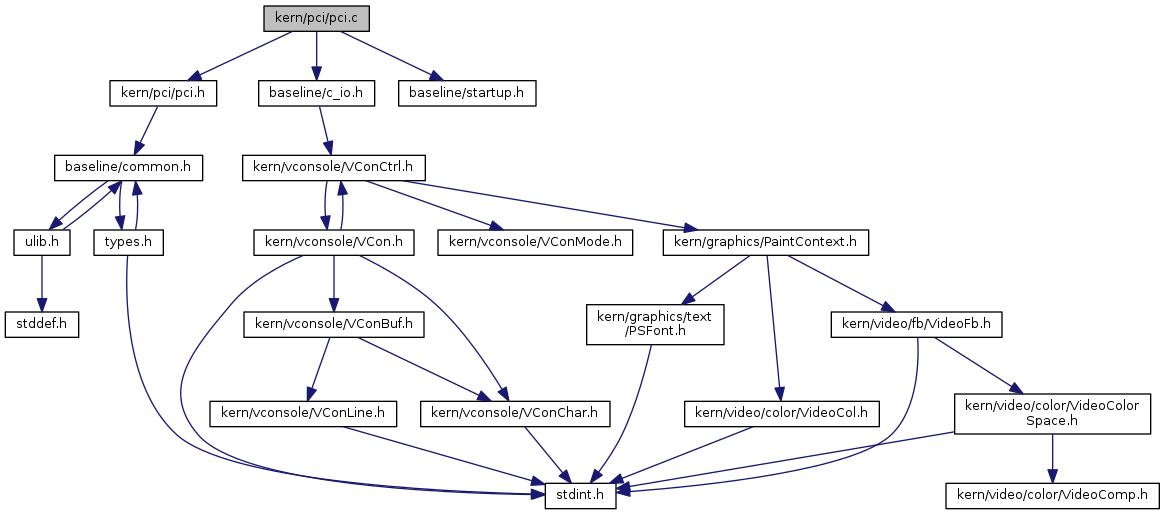 kern/pci/pci.c
kern/pci/pci.h
baseline/c_io.h
baseline/startup.h
baseline/common.h
kern/vconsole/VConCtrl.h
ulib.h
types.h
kern/vconsole/VCon.h
kern/vconsole/VConMode.h
kern/graphics/PaintContext.h
stddef.h
kern/vconsole/VConBuf.h
kern/graphics/text
/PSFont.h
kern/video/fb/VideoFb.h
kern/vconsole/VConLine.h
kern/vconsole/VConChar.h
kern/video/color/VideoCol.h
kern/video/color/VideoColor
Space.h
stdint.h
kern/video/color/VideoComp.h